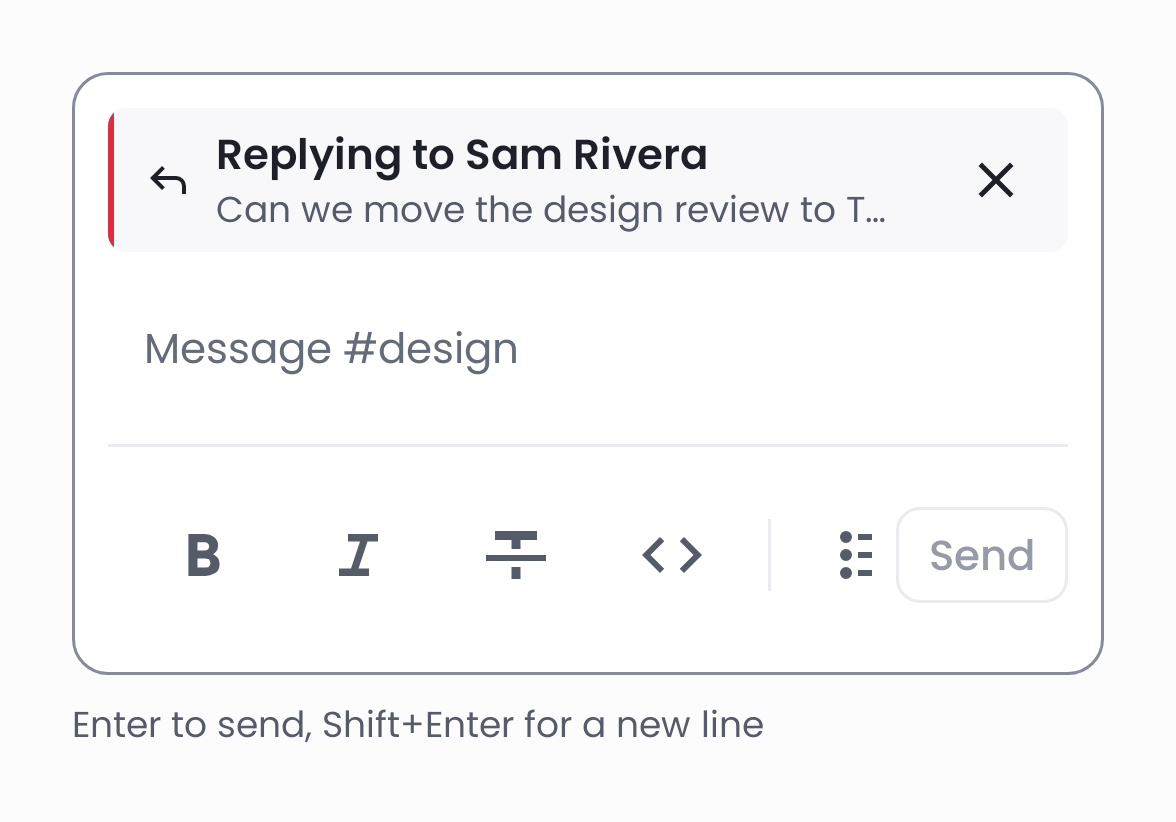 Replying to Sam Rivera
Can we move the design review to T…
Message #design
B I
Send
Enter to send, Shift+Enter for a new line